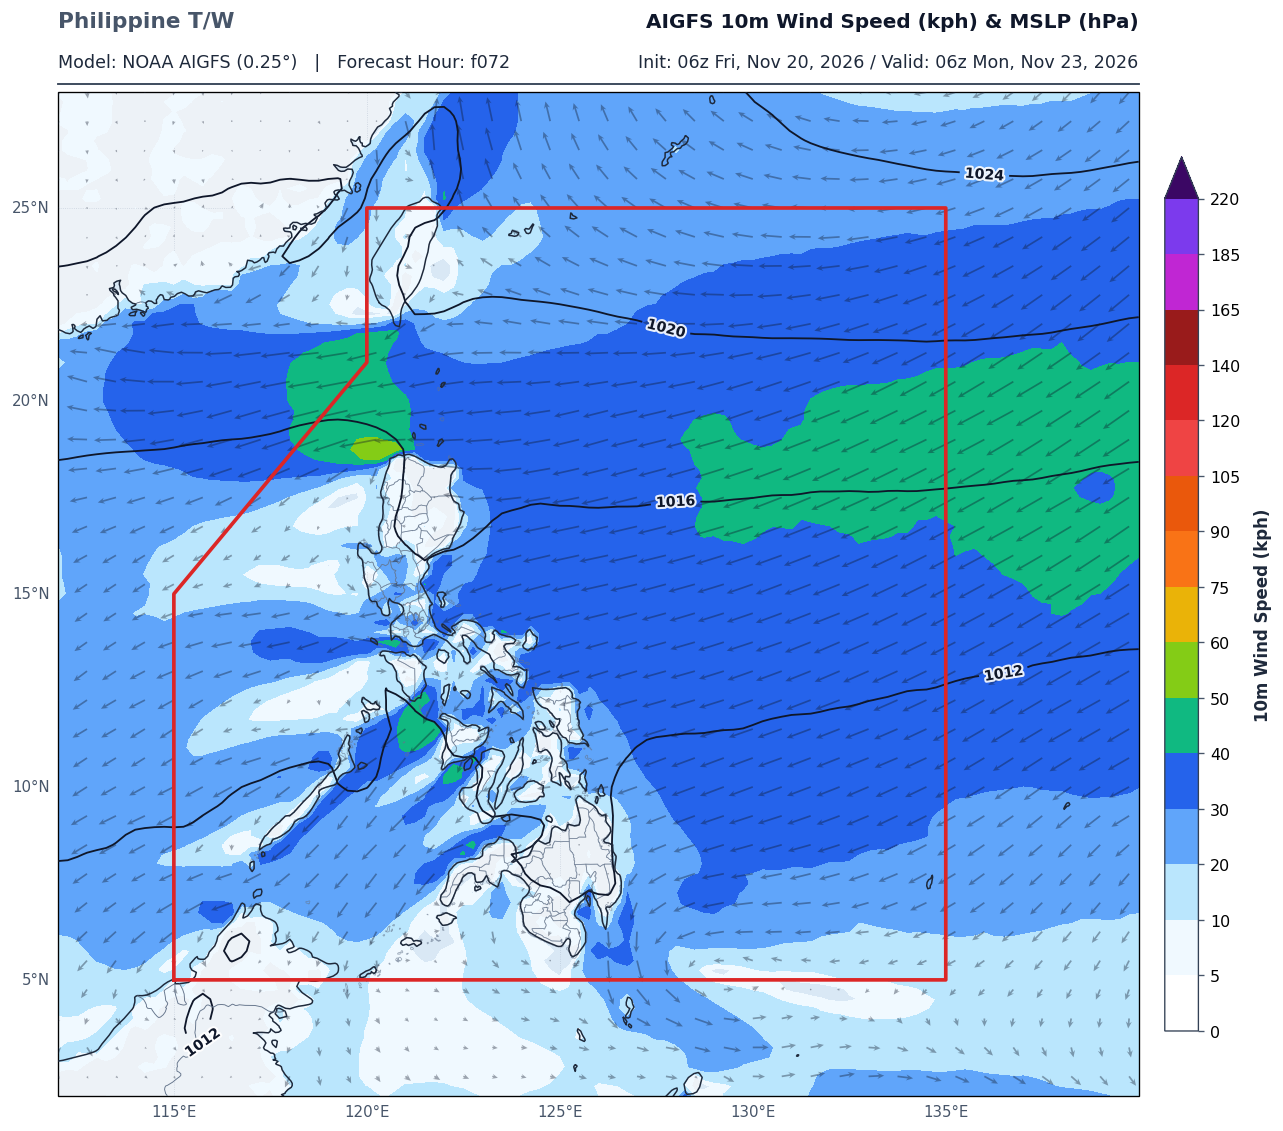 Philippine T/W
AIGFS 10m Wind Speed (kph) & MSLP (hPa)
Model: NOAA AIGFS (0.25°)   |   Forecast Hour: f072
Init: 06z Fri, Nov 20, 2026 / Valid: 06z Mon, Nov 23, 2026
1024
25°N
1020
20°N
1016
15°N
1012
10°N
5°N
1012
115°E
120°E
125°E
130°E
135°E
220
185
165
140
120
105
90
75
60
50
40
30
20
10
5
0
10m Wind Speed (kph)